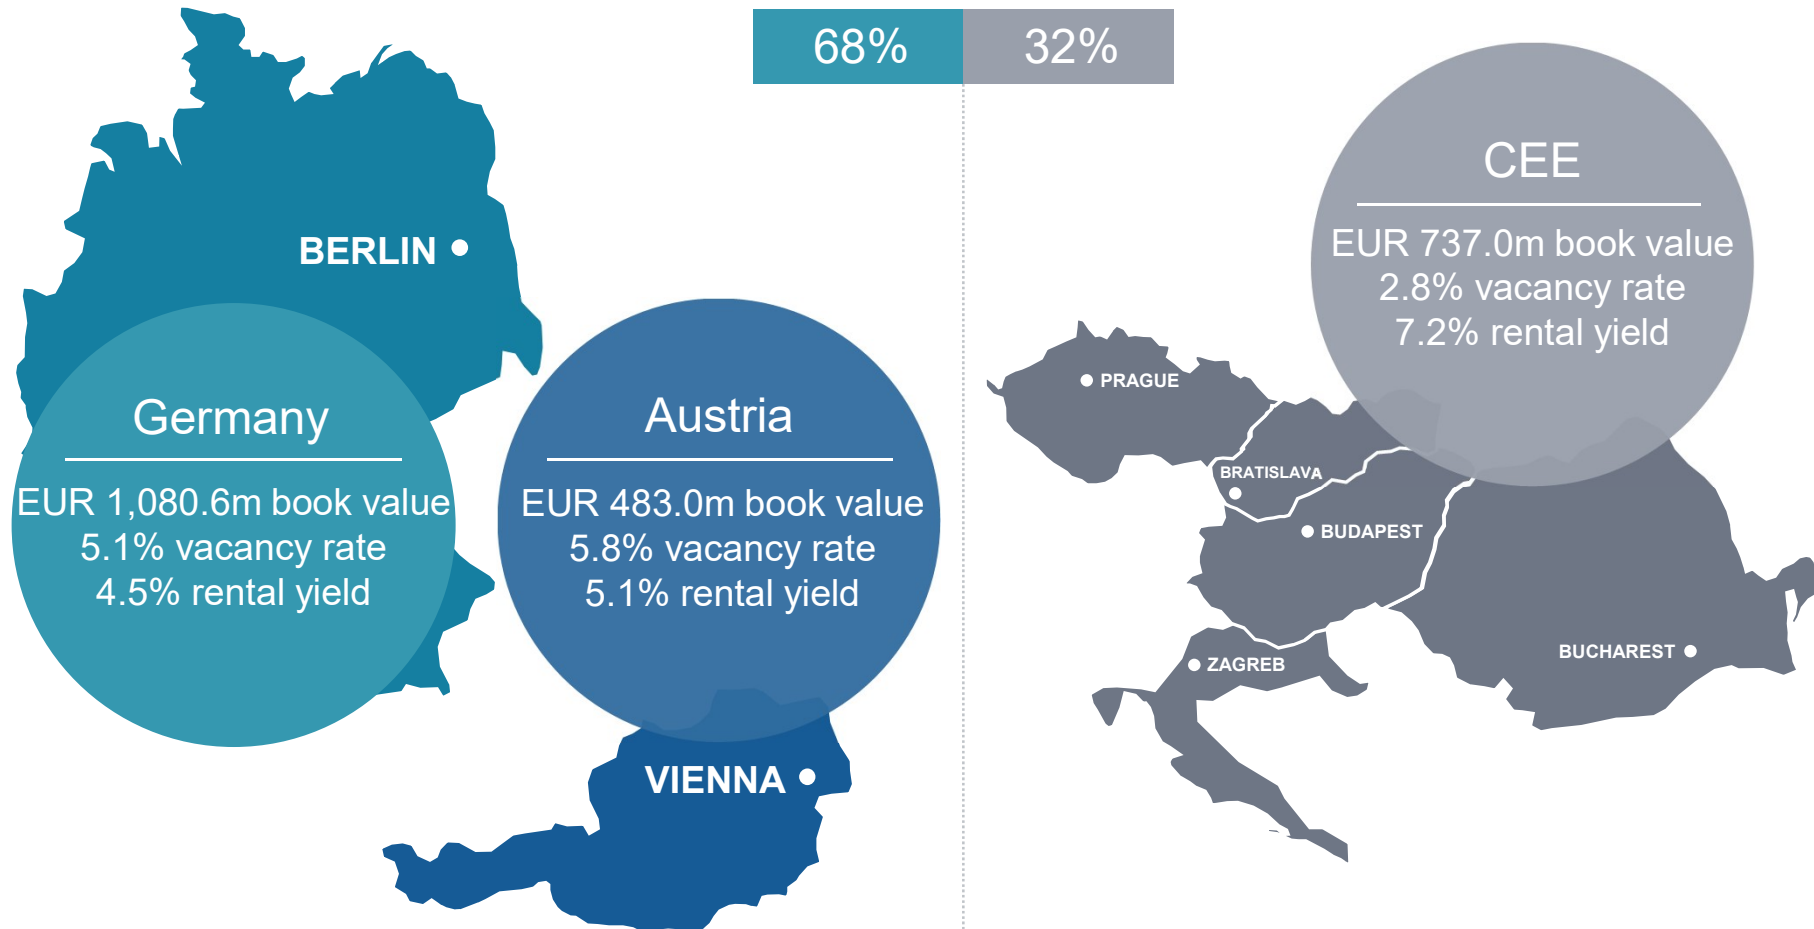 68%
32%
BERLIN
Germany
EUR 1,080.6m book value
5.1% vacancy rate
4.5% rental yield
Austria
EUR 483.0m book value
5.8% vacancy rate
5.1% rental yield
VIENNA
CEE
EUR 737.0m book value
2.8% vacancy rate
7.2% rental yield
PRAGUE
BRATISLAVA
BUDAPEST
ZAGREB
BUCHAREST